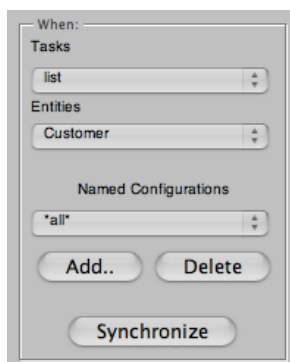 When:
Tasks
list
Entities
Customer
Named Configurations
*all*
Add.. Delete
Synchronize